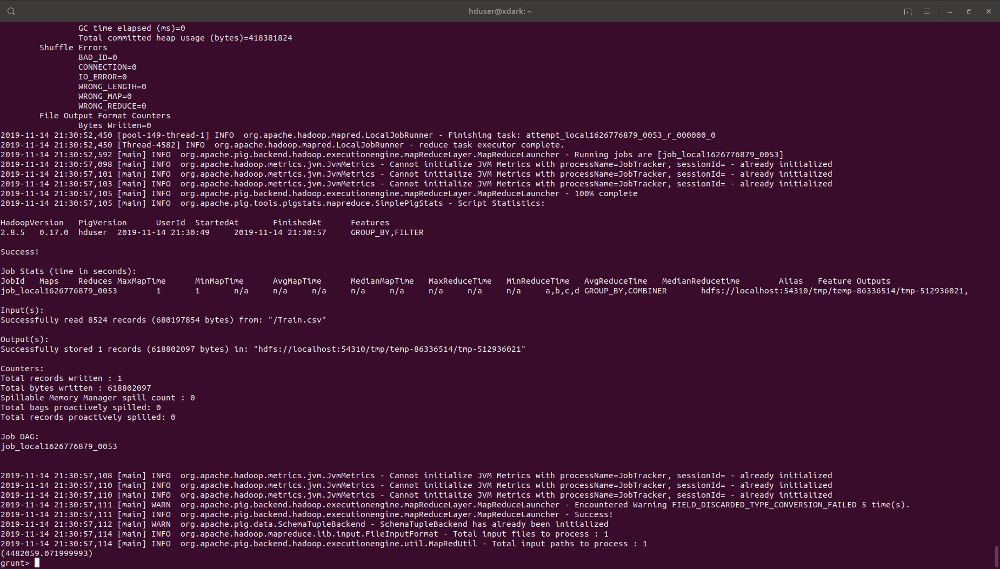 hduser@xdark: ~
GC time elapsed (ms)=0
Total committed heap usage (bytes)=418381824
Shuffle Errors
BAD_ID=0
CONNECTION=0
IO_ERROR=0
WRONG_LENGTH=0
WRONG_MAP=0
WRONG_REDUCE=0
File Output Format Counters
Bytes Written=0
2019-11-14 21:30:52,450 [pool-149-thread-1] INFO  org.apache.hadoop.mapred.LocalJobRunner - Finishing task: attempt_local1626776879_0053_r_000000_0
2019-11-14 21:30:52,450 [Thread-4582] INFO  org.apache.hadoop.mapred.LocalJobRunner - reduce task executor complete.
2019-11-14 21:30:52,592 [main] INFO  org.apache.pig.backend.hadoop.executionengine.mapReduceLayer.MapReduceLauncher - Running jobs are [job_local1626776879_0053]
2019-11-14 21:30:57,098 [main] INFO  org.apache.hadoop.metrics.jvm.JvmMetrics - Cannot initialize JVM Metrics with processName=JobTracker, sessionId= - already initialized
2019-11-14 21:30:57,101 [main] INFO  org.apache.hadoop.metrics.jvm.JvmMetrics - Cannot initialize JVM Metrics with processName=JobTracker, sessionId= - already initialized
2019-11-14 21:30:57,103 [main] INFO  org.apache.hadoop.metrics.jvm.JvmMetrics - Cannot initialize JVM Metrics with processName=JobTracker, sessionId= - already initialized
2019-11-14 21:30:57,105 [main] INFO  org.apache.pig.backend.hadoop.executionengine.mapReduceLayer.MapReduceLauncher - 100% complete
2019-11-14 21:30:57,105 [main] INFO  org.apache.pig.tools.pigstats.mapreduce.SimplePigStats - Script Statistics:
HadoopVersion   PigVersion      UserId  StartedAt       FinishedAt      Features
2.8.5   0.17.0  hduser  2019-11-14 21:30:49     2019-11-14 21:30:57     GROUP_BY,FILTER
Success!
Job Stats (time in seconds):
JobId   Maps    Reduces MaxMapTime      MinMapTime      AvgMapTime      MedianMapTime   MaxReduceTime   MinReduceTime   AvgReduceTime   MedianReducetime        Alias   Feature Outputs
job_local1626776879_0053        1       1       n/a     n/a     n/a     n/a     n/a     n/a     n/a     n/a     a,b,c,d GROUP_BY,COMBINER       hdfs://localhost:54310/tmp/temp-86336514/tmp-512936021,
Input(s):
Successfully read 8524 records (680197854 bytes) from: "/Train.csv"
Output(s):
Successfully stored 1 records (618802097 bytes) in: "hdfs://localhost:54310/tmp/temp-86336514/tmp-512936021"
Counters:
Total records written : 1
Total bytes written : 618802097
Spillable Memory Manager spill count : 0
Total bags proactively spilled: 0
Total records proactively spilled: 0
Job DAG:
job_local1626776879_0053
2019-11-14 21:30:57,108 [main] INFO  org.apache.hadoop.metrics.jvm.JvmMetrics - Cannot initialize JVM Metrics with processName=JobTracker, sessionId= - already initialized
2019-11-14 21:30:57,110 [main] INFO  org.apache.hadoop.metrics.jvm.JvmMetrics - Cannot initialize JVM Metrics with processName=JobTracker, sessionId= - already initialized
2019-11-14 21:30:57,110 [main] INFO  org.apache.hadoop.metrics.jvm.JvmMetrics - Cannot initialize JVM Metrics with processName=JobTracker, sessionId= - already initialized
2019-11-14 21:30:57,111 [main] WARN  org.apache.pig.backend.hadoop.executionengine.mapReduceLayer.MapReduceLauncher - Encountered Warning FIELD_DISCARDED_TYPE_CONVERSION_FAILED 5 time(s).
2019-11-14 21:30:57,111 [main] INFO  org.apache.pig.backend.hadoop.executionengine.mapReduceLayer.MapReduceLauncher - Success!
2019-11-14 21:30:57,112 [main] WARN  org.apache.pig.data.SchemaTupleBackend - SchemaTupleBackend has already been initialized
2019-11-14 21:30:57,114 [main] INFO  org.apache.hadoop.mapreduce.lib.input.FileInputFormat - Total input files to process : 1
2019-11-14 21:30:57,114 [main] INFO  org.apache.pig.backend.hadoop.executionengine.util.MapRedUtil - Total input paths to process : 1
(4482059.071999993)
grunt>